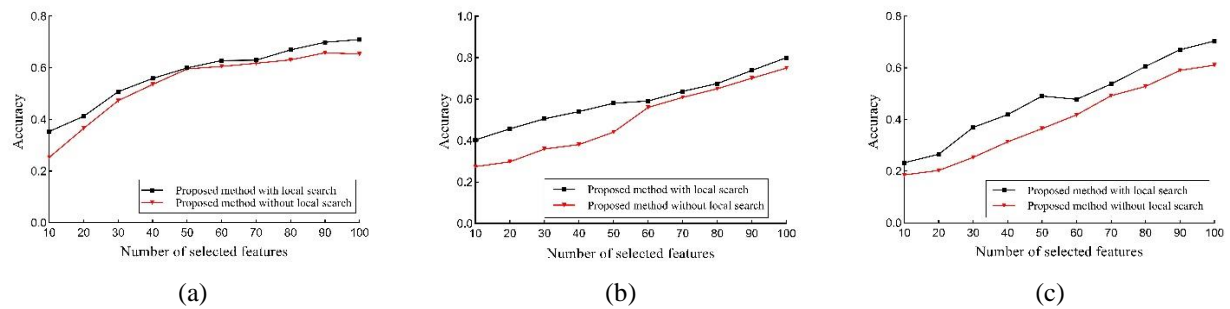 0.8
0.6
0.4
0.2
0.0
Accuracy
Proposed method with local search
Proposed method without local search
10 20 30 40 50 60 70 80 90 100
Number of selected features
(a)
1.0
0.8
0.6
0.4
0.2
0.0
Accuracy
Proposed method with local search
Proposed method without local search
10 20 30 40 50 60 70 80 90 100
Number of selected features
(b)
0.8
0.6
0.4
0.2
0.0
Accuracy
Proposed method with local search
Proposed method without local search
10 20 30 40 50 60 70 80 90 100
Number of selected features
(c)